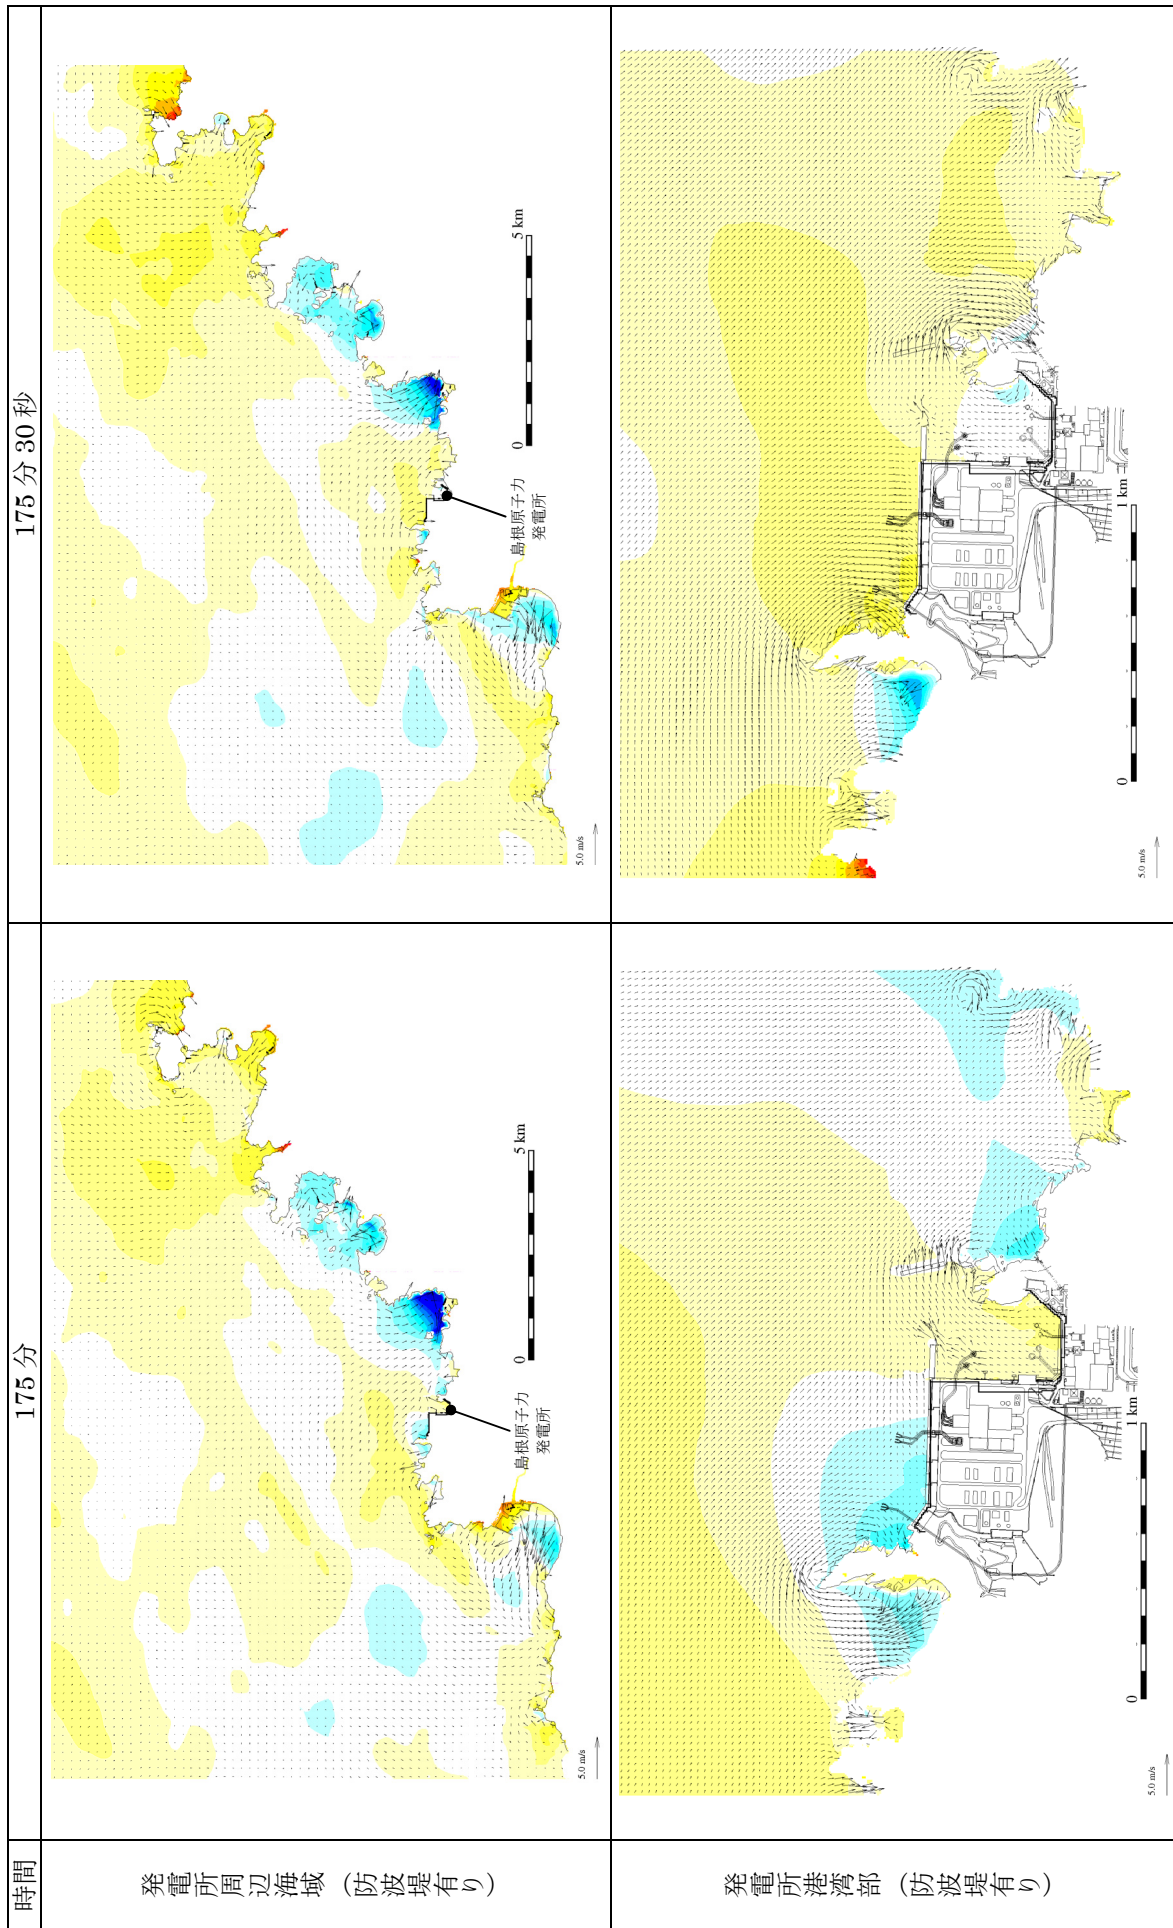 時間
175 分
175 分 30 秒
発電所周辺海域（防波堤有り）
島根原子力
発電所
0
5 km
5.0 m/s
島根原子力
発電所
0
5 km
5.0 m/s
発電所港湾部（防波堤有り）
0
1 km
5.0 m/s
0
1 km
5.0 m/s